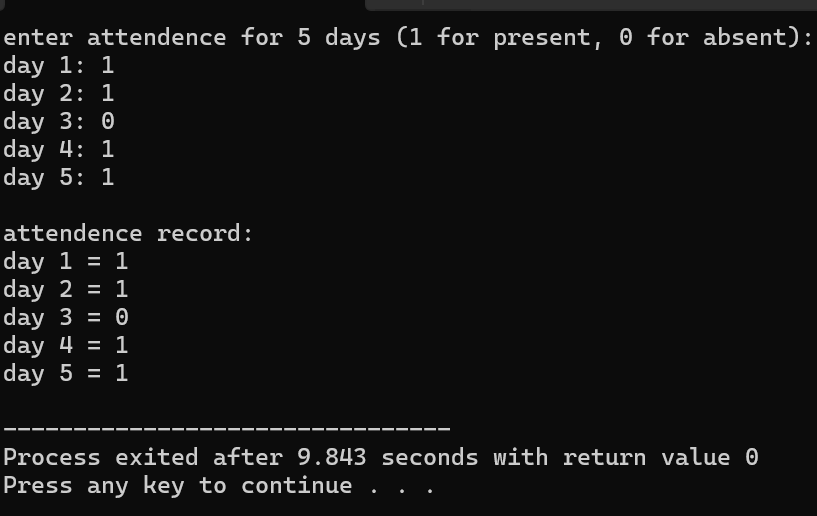 enter attendence for 5 days (1 for present, 0 for absent):
day 1: 1
day 2: 1
day 3: 0
day 4: 1
day 5: 1
attendence record:
day 1 = 1
day 2 = 1
day 3 = 0
day 4 = 1
day 5 = 1
--------------------------------
Process exited after 9.843 seconds with return value 0
Press any key to continue . . .